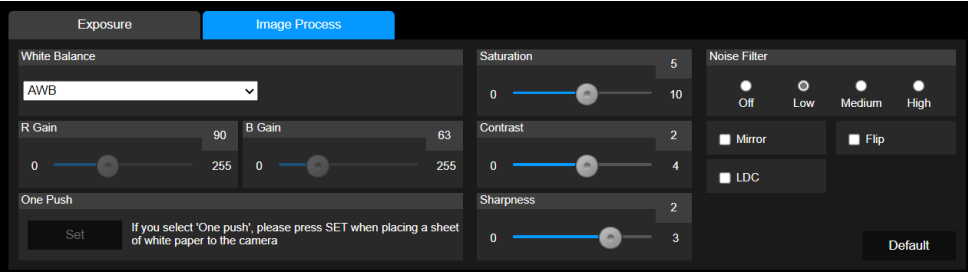 Exposure
Image Process
White Balance
AWB
R Gain
90
0
255
B Gain
63
0
255
One Push
Set
If you select 'One push', please press SET when placing a sheet
of white paper to the camera
Saturation
5
0
10
Contrast
2
0
4
Sharpness
2
0
3
Noise Filter
Off
Low
Medium
High
Mirror
Flip
LDC
Default